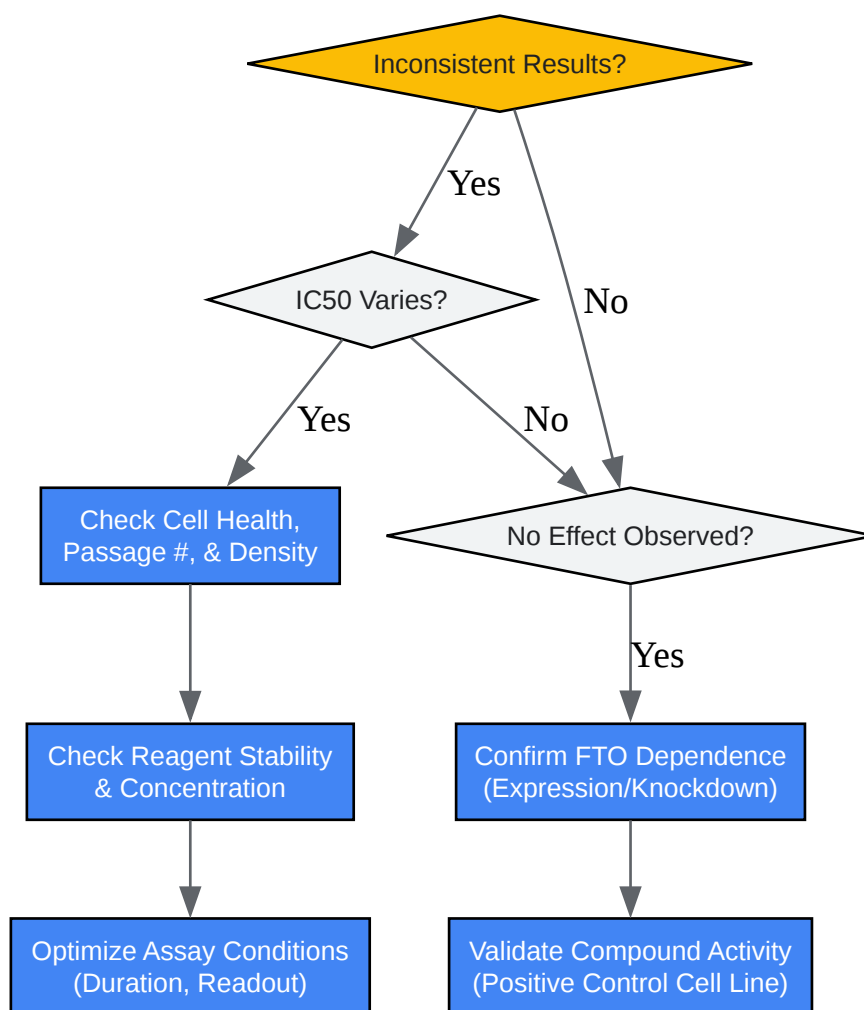 Inconsistent Results?
Yes
IC50 Varies?
No
Yes
No
Check Cell Health,
Passage #, & Density
No Effect Observed?
Yes
Check Reagent Stability
& Concentration
Confirm FTO Dependence
(Expression/Knockdown)
Optimize Assay Conditions
(Duration, Readout)
Validate Compound Activity
(Positive Control Cell Line)